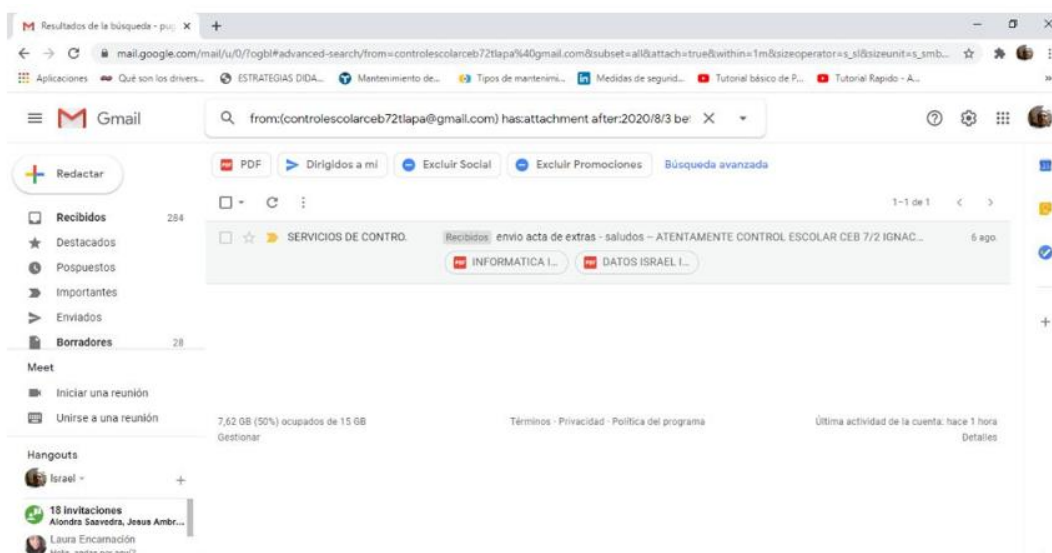 Resultados de la búsqueda - pug
mail.google.com/mail/u/0/?ogbl#advanced-search/from=controlescolarceb72tlapa%40gmail.com&subset=all&attach=true&within=1m&sizeoperator=s_sl&sizeunit=s_smb...
Aplicaciones Qué son los drivers... ESTRATEGIAS DIDA... Mantenimiento de... Tipos de mantenimi... Medidas de segurid... Tutorial básico de P... Tutorial Rapido - A...
Gmail
from:(controlescolarceb72tlapa@gmail.com) has:attachment after:2020/8/3 be
Redactar
PDF Dirigidos a mí Excluir Social Excluir Promociones Búsqueda avanzada
1-1 de 1
Recibidos 284
SERVICIOS DE CONTRO. Recibidos envio acta de extras - saludos -- ATENTAMENTE CONTROL ESCOLAR CEB 7/2 IGNAC... 6 ago.
PDF INFORMATICA I... PDF DATOS ISRAEL I...
Destacados
Pospuestos
Importantes
Enviados
Borradores 28
Meet
Iniciar una reunión
Unirse a una reunión
7,62 GB (50%) ocupados de 15 GB
Gestionar
Términos · Privacidad · Política del programa
Última actividad de la cuenta: hace 1 hora
Detalles
Hangouts
Israel
18 invitaciones
Alondra Saavedra, Jesus Ambr...
Laura Encarnación